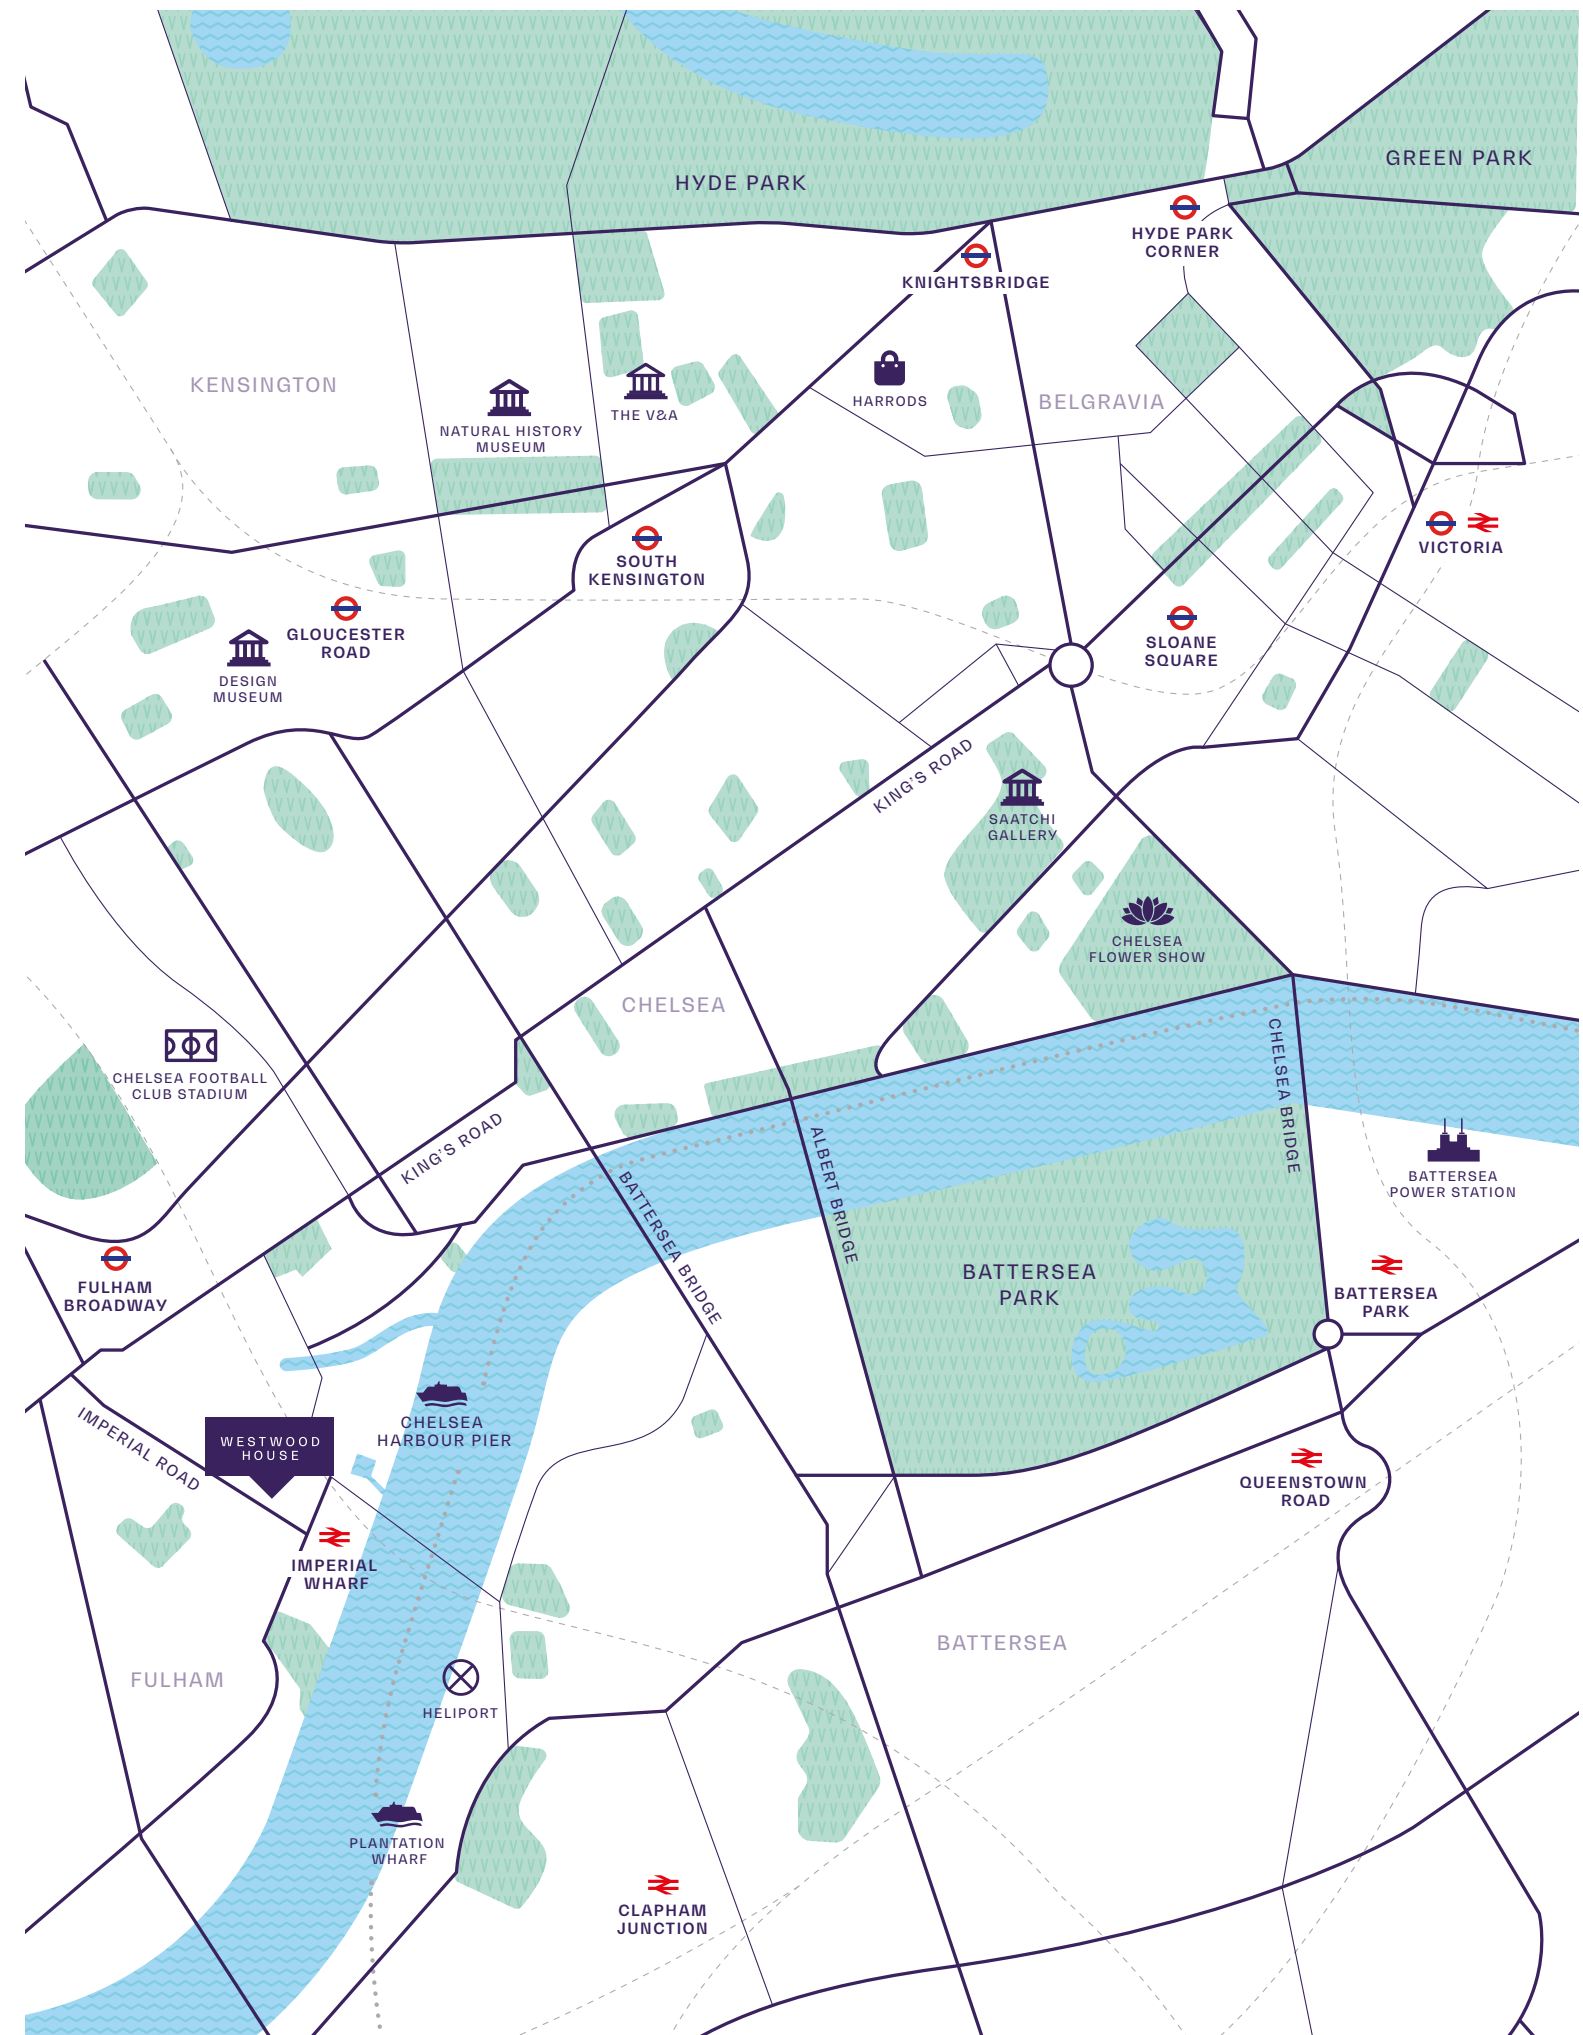 HYDE PARK
GREEN PARK
HYDE PARK
CORNER
KNIGHTSBRIDGE
KENSINGTON
HARRODS
BELGRAVIA
THE V&A
NATURAL HISTORY
MUSEUM
VICTORIA
SOUTH
KENSINGTON
GLOUCESTER
ROAD
SLOANE
SQUARE
DESIGN
MUSEUM
KING'S ROAD
SAATCHI
GALLERY
CHELSEA
FLOWER SHOW
CHELSEA
CHELSEA FOOTBALL
CLUB STADIUM
CHELSEA BRIDGE
KING'S ROAD
ALBERT BRIDGE
BATTERSEA BRIDGE
BATTERSEA
POWER STATION
BATTERSEA
PARK
BATTERSEA
PARK
FULHAM
BROADWAY
IMPERIAL ROAD
WESTWOOD
HOUSE
CHELSEA
HARBOUR PIER
QUEENSTOWN
ROAD
IMPERIAL
WHARF
BATTERSEA
FULHAM
HELIPORT
PLANTATION
WHARF
CLAPHAM
JUNCTION